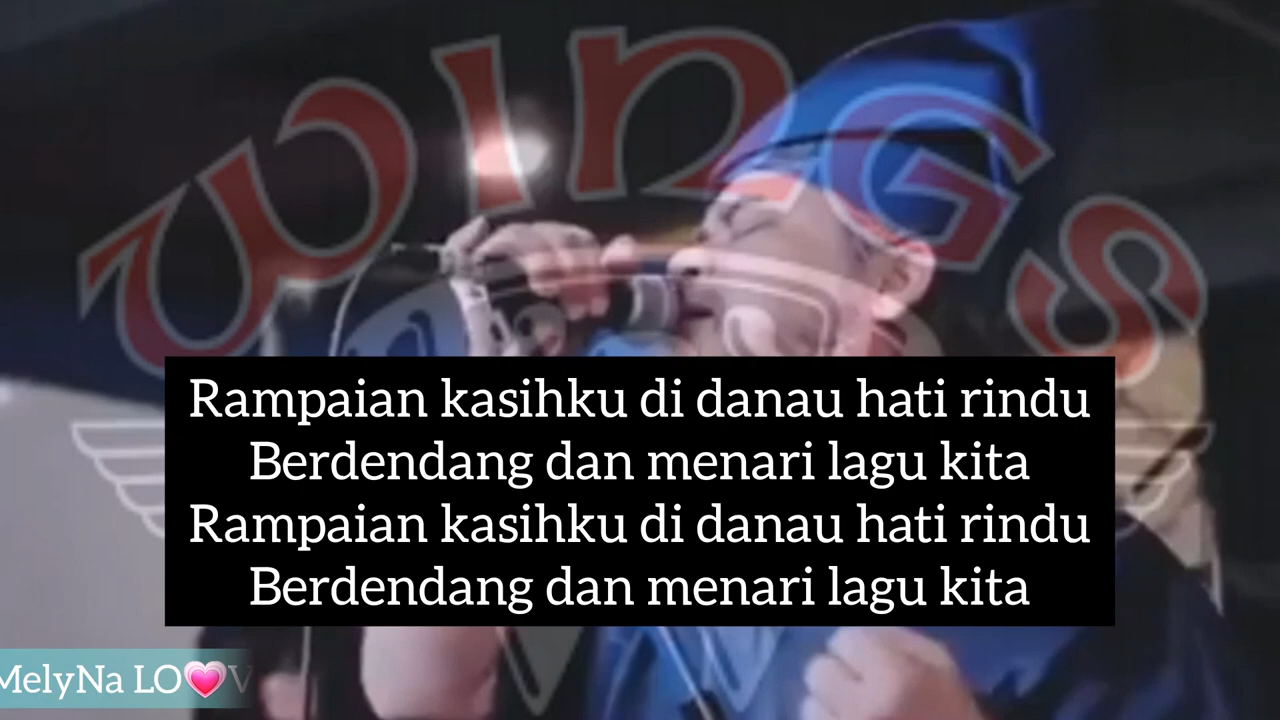 WINGS
Rampaian kasihku di danau hati rindu
Berdendang dan menari lagu kita
Rampaian kasihku di danau hati rindu
Berdendang dan menari lagu kita
MelyNa LO💗V